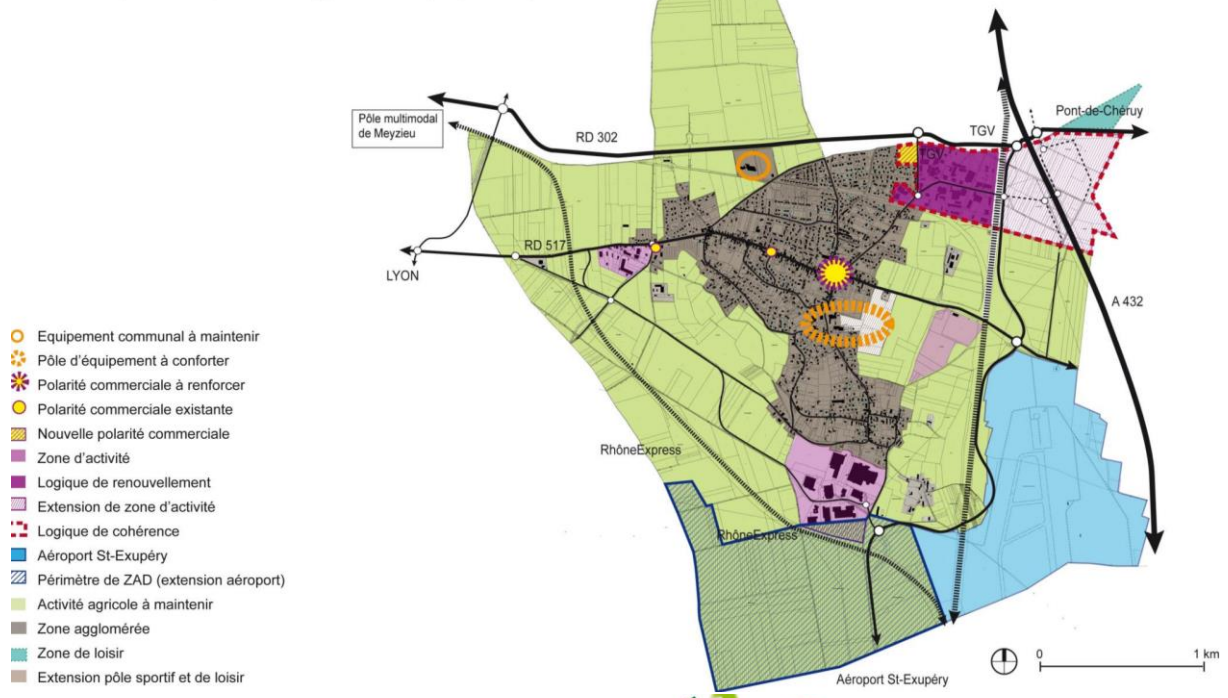 Pont-de-Chéruy
Pôle multimodal
de Meyzieu
RD 302
TGV
TGV
RD 517
LYON
A 432
Equipement communal à maintenir
Pôle d'équipement à conforter
Polarité commerciale à renforcer
Polarité commerciale existante
Nouvelle polarité commerciale
Zone d'activité
Logique de renouvellement
Extension de zone d'activité
Logique de cohérence
Aéroport St-Exupéry
Périmètre de ZAD (extension aéroport)
Activité agricole à maintenir
Zone agglomérée
Zone de loisir
Extension pôle sportif et de loisir
RhôneExpress
RhôneExpress
Aéroport St-Exupéry
0 1 km